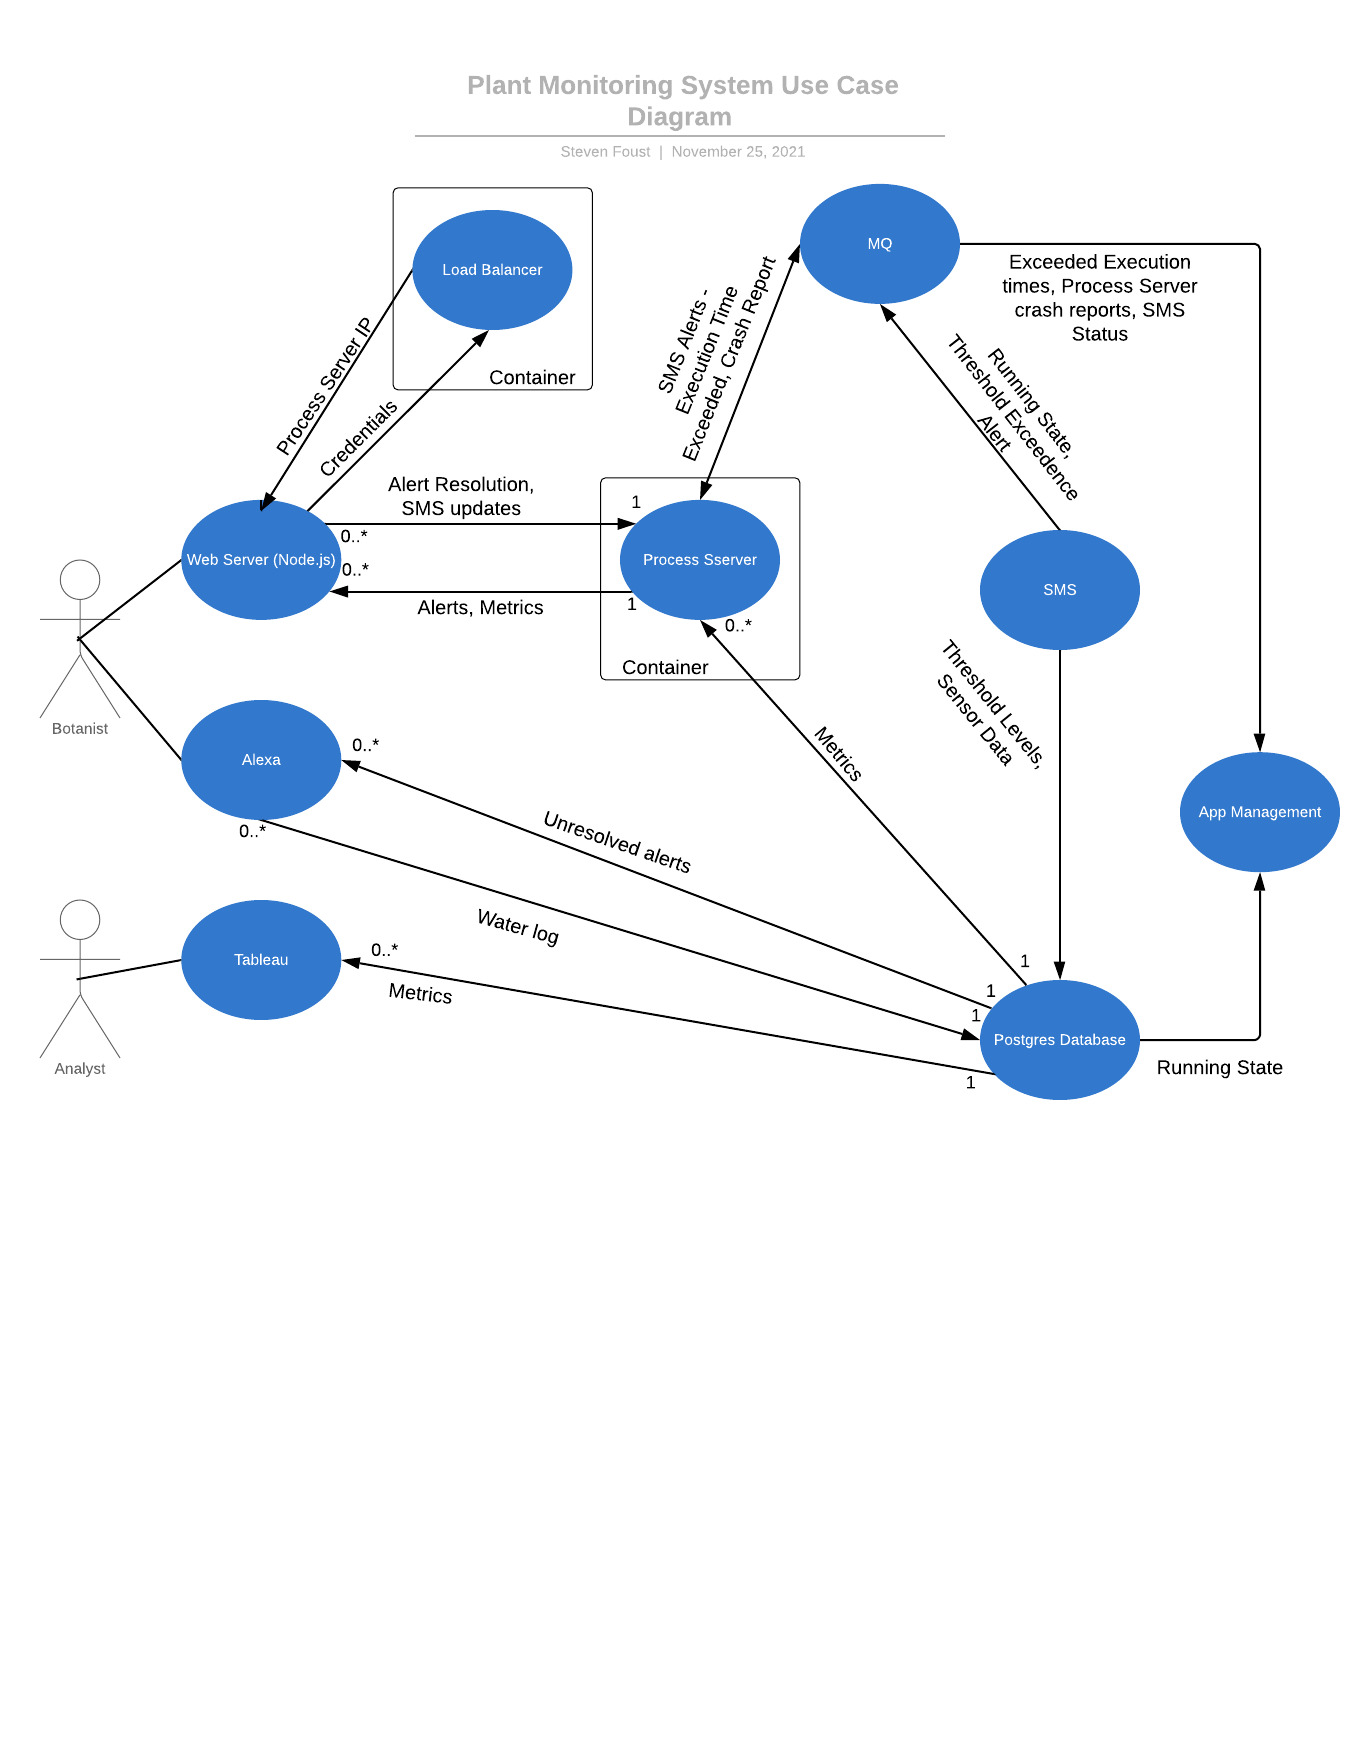 Plant Monitoring System Use Case
Diagram
Steven Foust | November 25, 2021
Load Balancer
Container
MQ
Exceeded Execution
times, Process Server
crash reports, SMS
Status
SMS Alerts -
Execution Time
Exceeded, Crash Report
Process Server IP
Credentials
Running State,
Threshold Exceedence
Alert
Alert Resolution,
SMS updates
1
0..*
Web Server (Node.js)
Process Sserver
SMS
0..*
Alerts, Metrics
1
0..*
Container
Botanist
Threshold Levels,
Sensor Data
Alexa
0..*
Metrics
App Management
0..*
Unresolved alerts
Water log
Tableau
0..*
Metrics
1
1
1
Postgres Database
1
Running State
Analyst